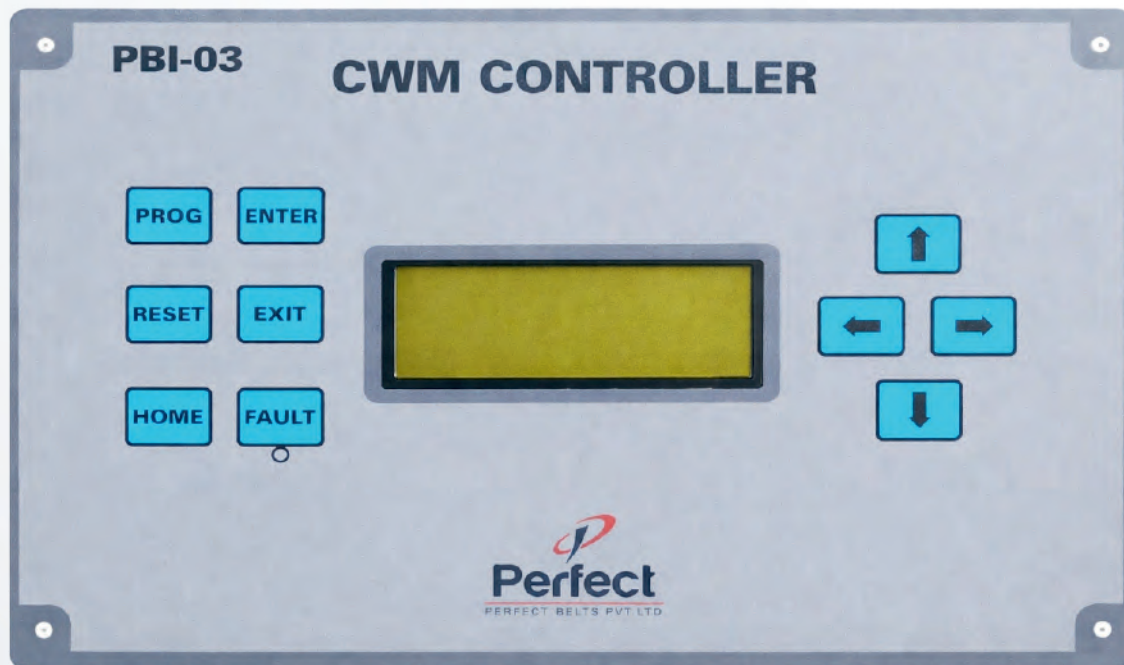 PBI-03
CWM CONTROLLER
PROG ENTER
RESET EXIT
HOME FAULT
Perfect
PERFECT BELTS PVT LTD